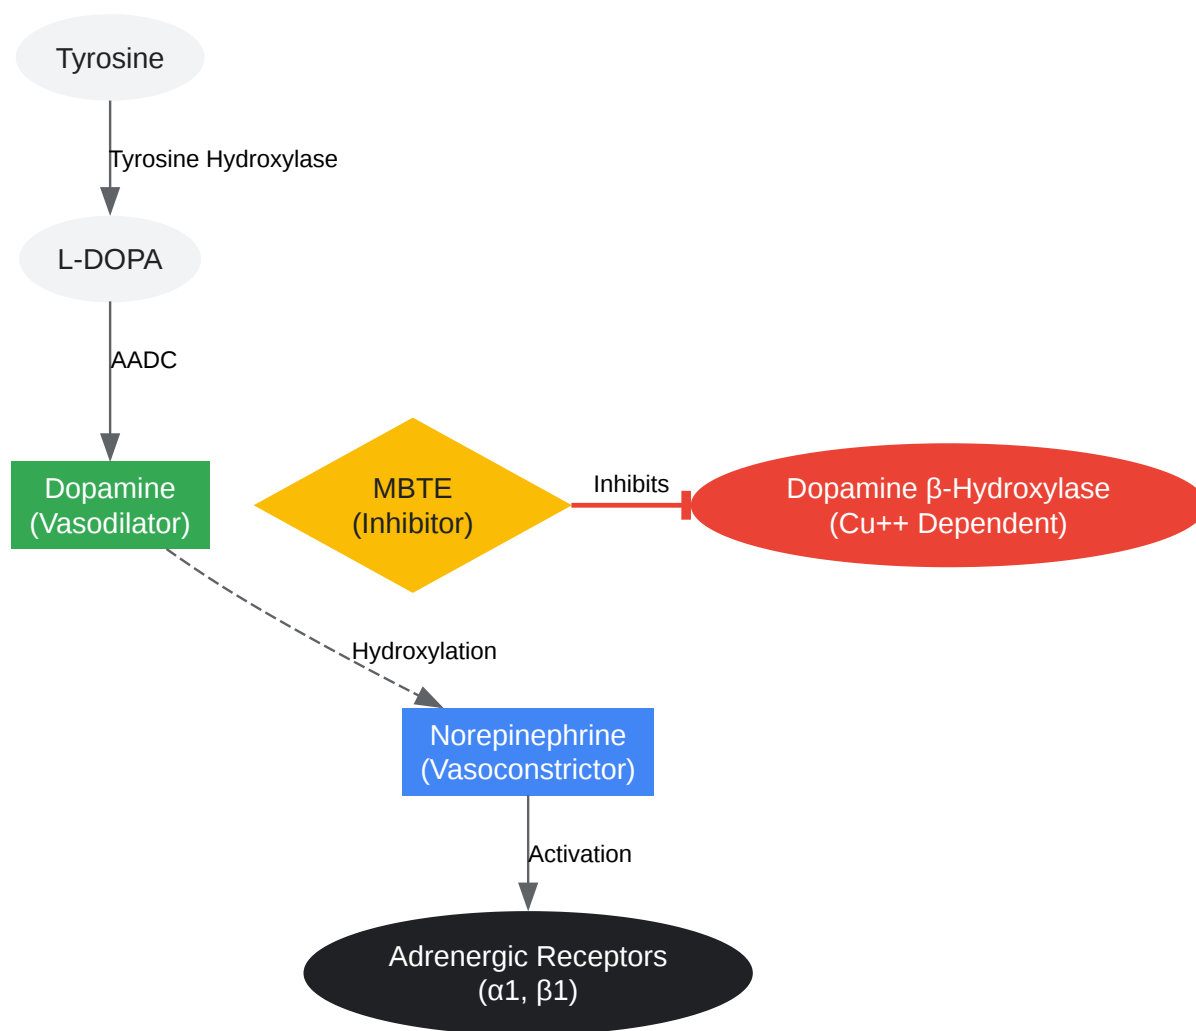 Tyrosine
Tyrosine Hydroxylase
L-DOPA
AADC
Dopamine
(Vasodilator)
MBTE
(Inhibitor)
Inhibits
Dopamine β-Hydroxylase
(Cu++ Dependent)
Hydroxylation
Norepinephrine
(Vasoconstrictor)
Activation
Adrenergic Receptors
(α1, β1)